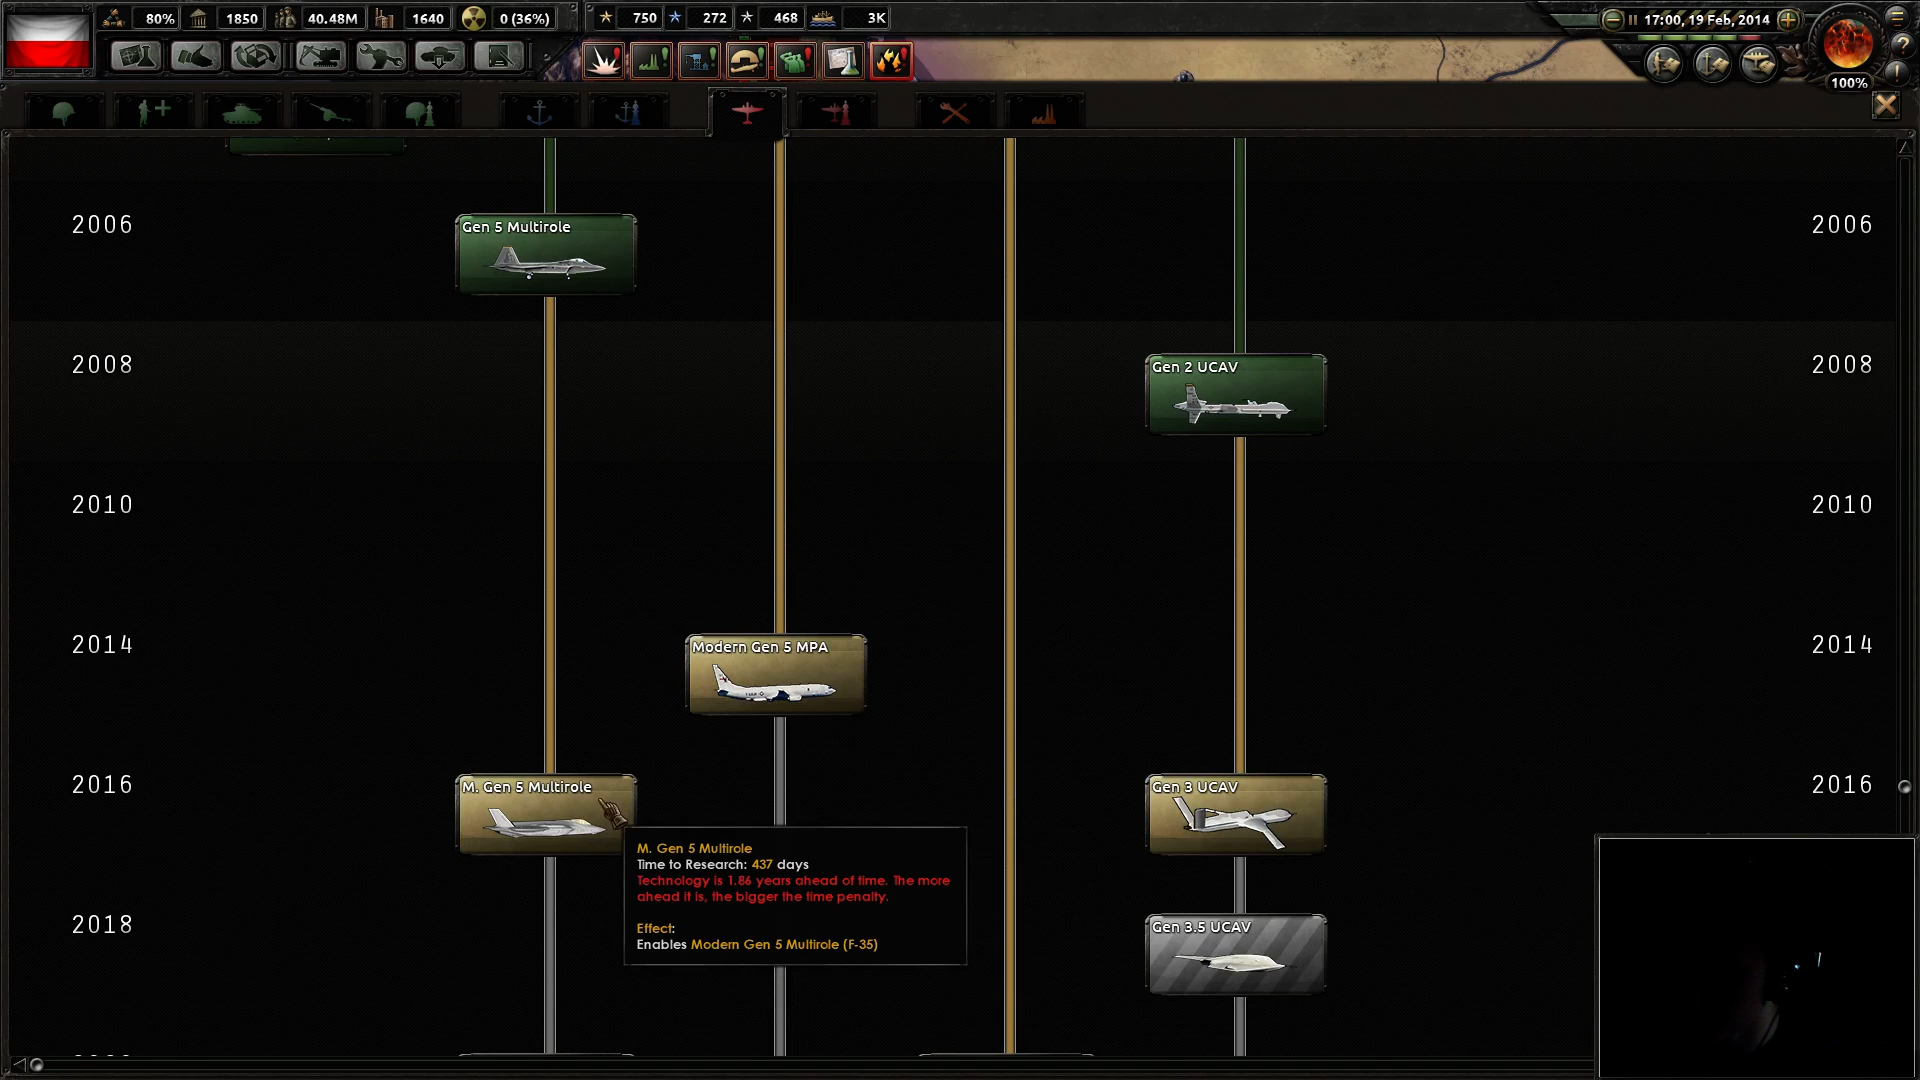 80%
1850
40.48M
1640
0 (36%)
750
272
468
3K
17:00, 19 Feb, 2014
100%
2006
Gen 5 Multirole
2006
2008
Gen 2 UCAV
2008
2010
2010
2014
Modern Gen 5 MPA
2014
2016
M. Gen 5 Multirole
Gen 3 UCAV
2016
M. Gen 5 Multirole
Time to Research: 437 days
Technology is 1.86 years ahead of time. The more
ahead it is, the bigger the time penalty.
Effect:
Enables Modern Gen 5 Multirole (F-35)
2018
Gen 3.5 UCAV